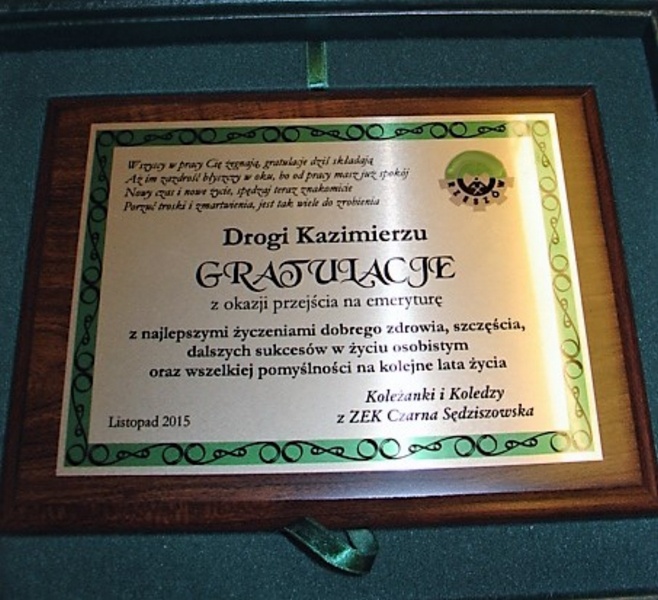 Wszyscy w pracy Cię żegnają, gratulacje dziś składają
Aż im zazdrość błyszczy w oku, bo od pracy masz już spokój
Nowy czas i nowe życie, spędzaj teraz znakomicie
Porzuć troski i zmartwienia, jest tak wiele do zrobienia
RZESZÓW
Drogi Kazimierzu
GRATULACJE
z okazji przejścia na emeryturę
z najlepszymi życzeniami dobrego zdrowia, szczęścia,
dalszych sukcesów w życiu osobistym
oraz wszelkiej pomyślności na kolejne lata życia
Koleżanki i Koledzy
z ZEK Czarna Sędziszowska
Listopad 2015